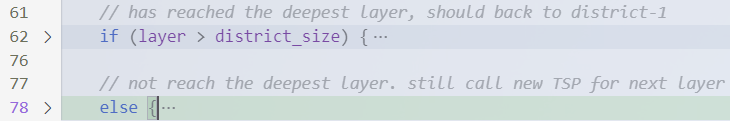 61 // has reached the deepest layer, should back to district-1
62 > if (layer > district_size) {⋯
76
77 // not reach the deepest layer. still call new TSP for next layer
78 > else {⋯